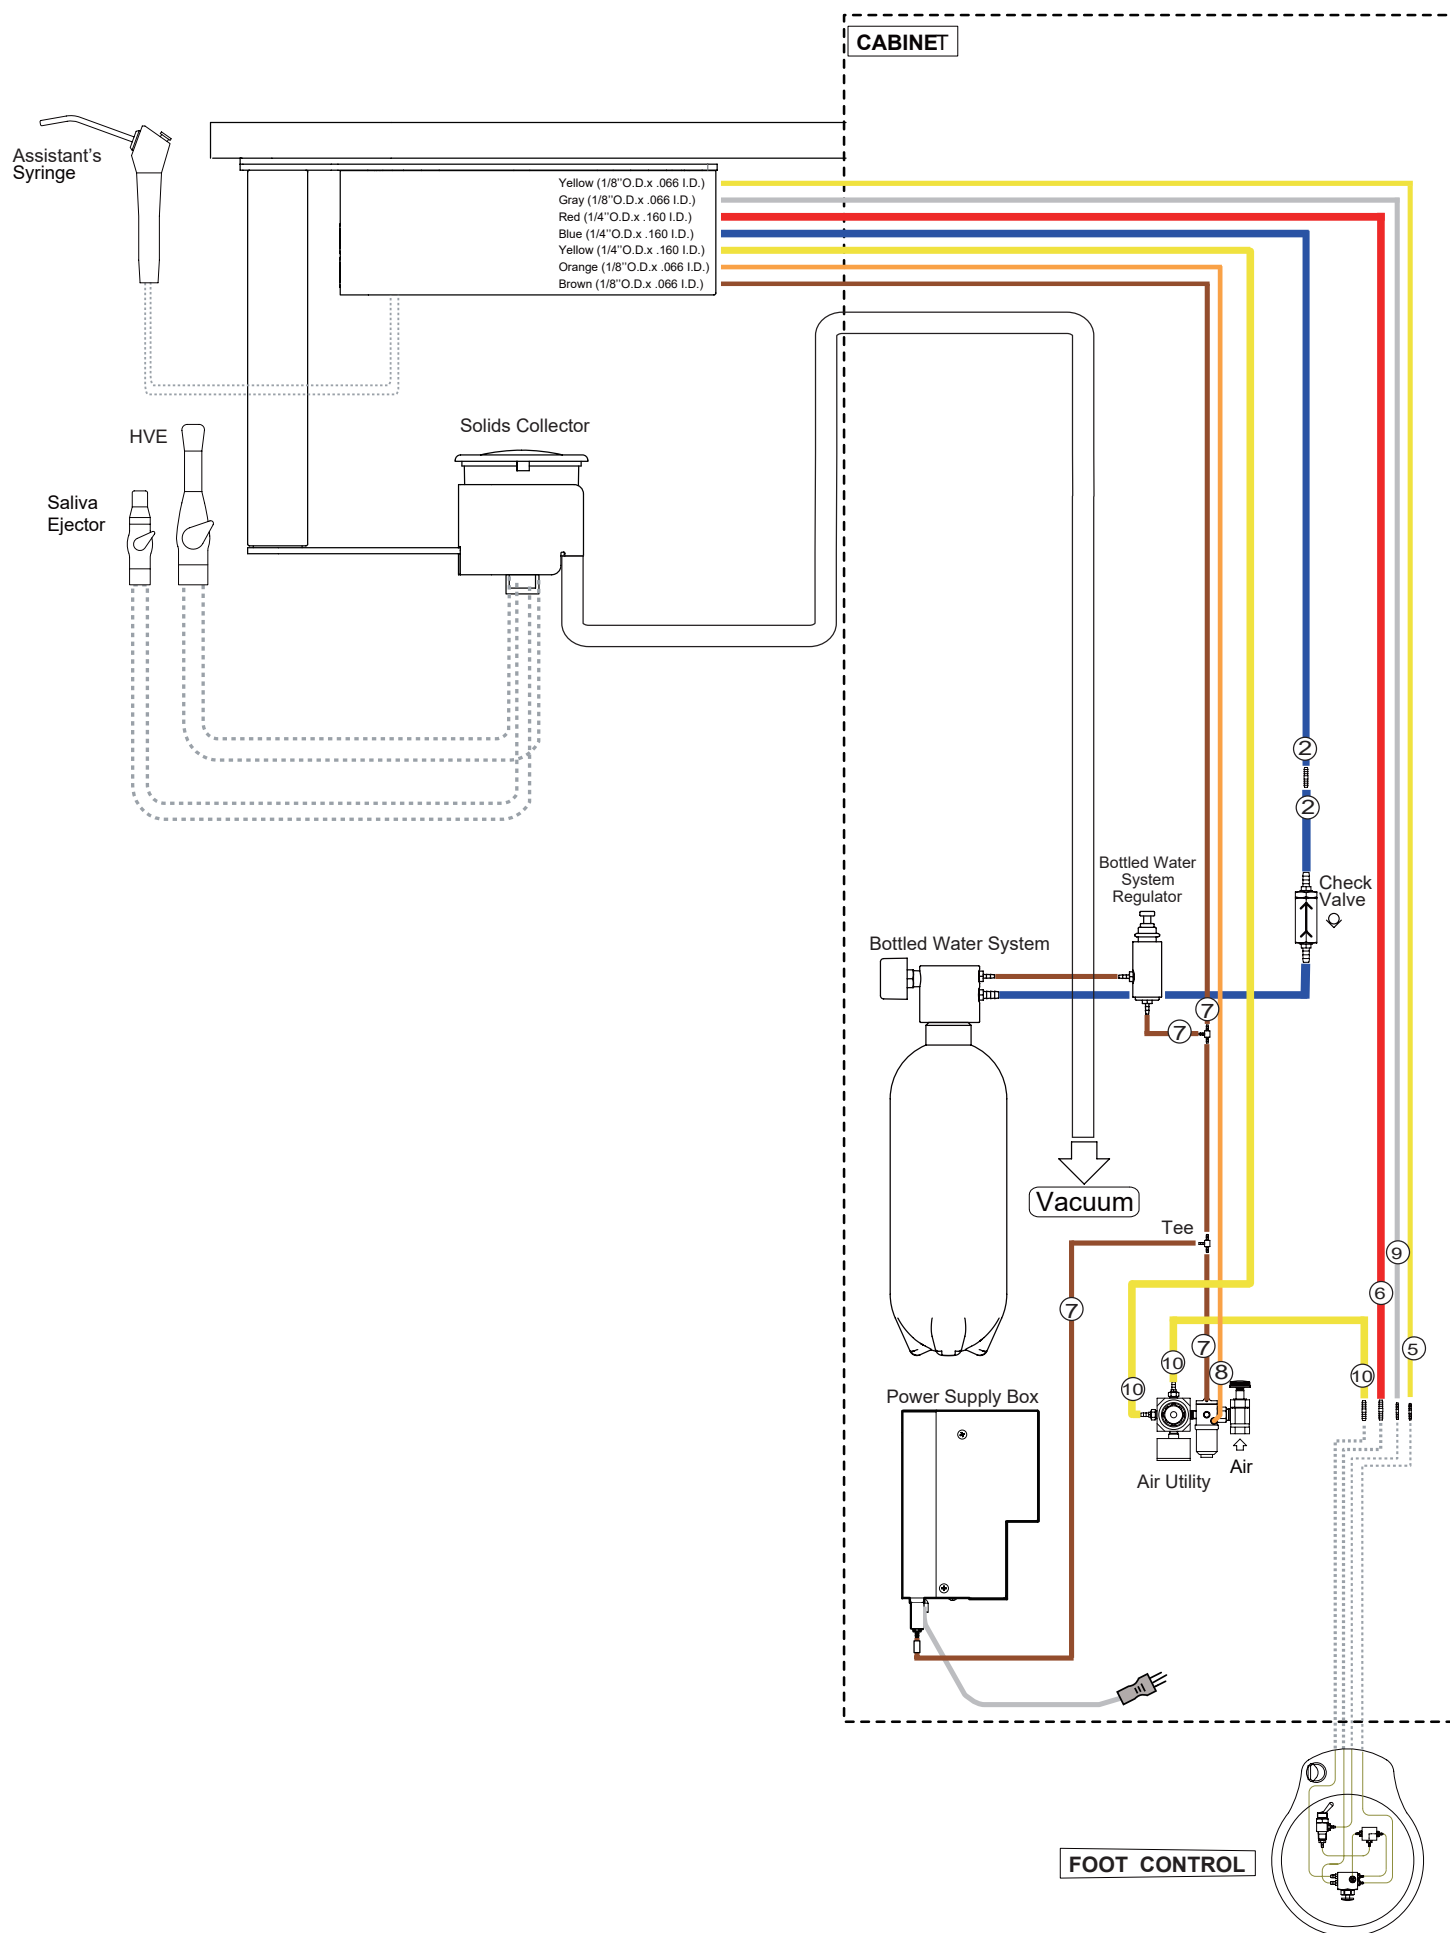 CABINET
Assistant's
Syringe
Yellow (1/8"O.D.x .066 I.D.)
Gray (1/8"O.D.x .066 I.D.)
Red (1/4"O.D.x .160 I.D.)
Blue (1/4"O.D.x .160 I.D.)
Yellow (1/4"O.D.x .160 I.D.)
Orange (1/8"O.D.x .066 I.D.)
Brown (1/8"O.D.x .066 I.D.)
HVE
Solids Collector
Saliva
Ejector
2
2
Bottled Water
System
Regulator
Check
Valve
Bottled Water System
7
7
Vacuum
Tee
9
6
7
7
5
10
8
10
10
Power Supply Box
Air
Air Utility
FOOT CONTROL